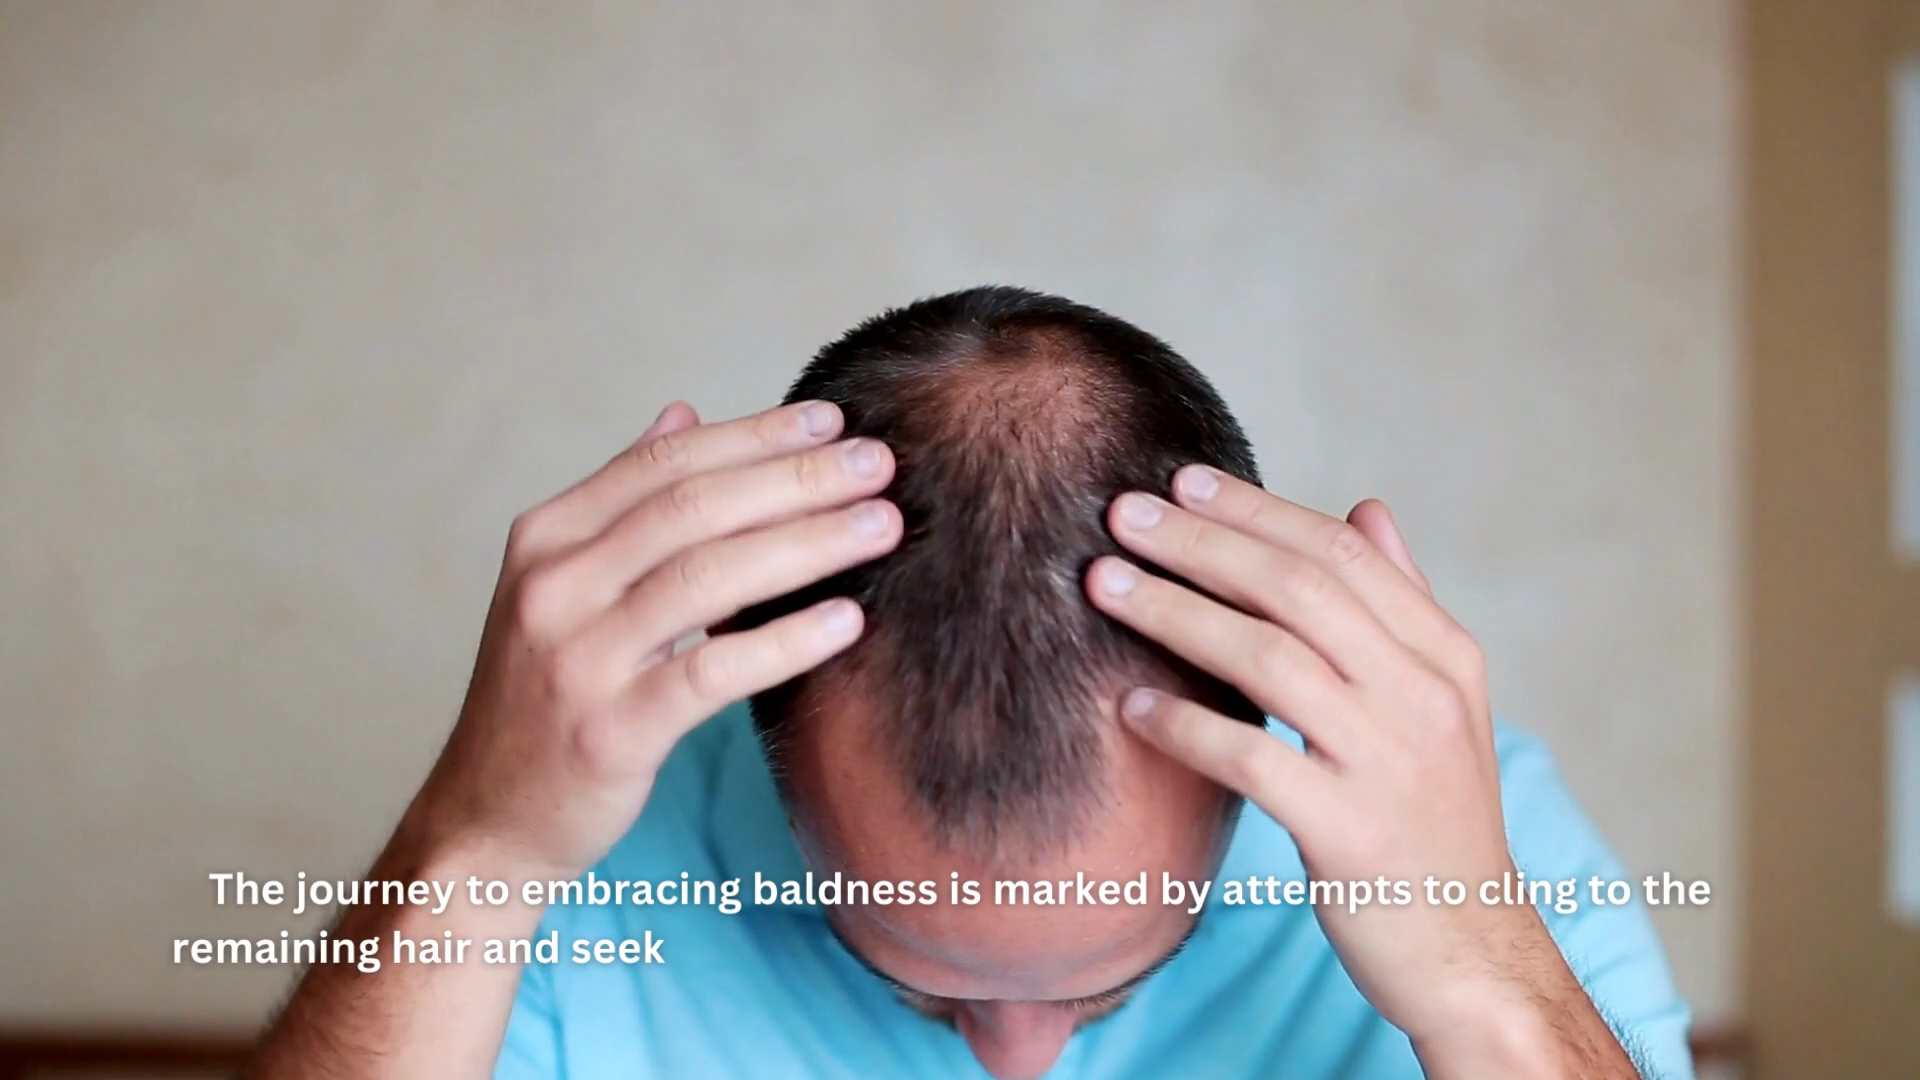 The journey to embracing baldness is marked by attempts to cling to the
remaining hair and seek